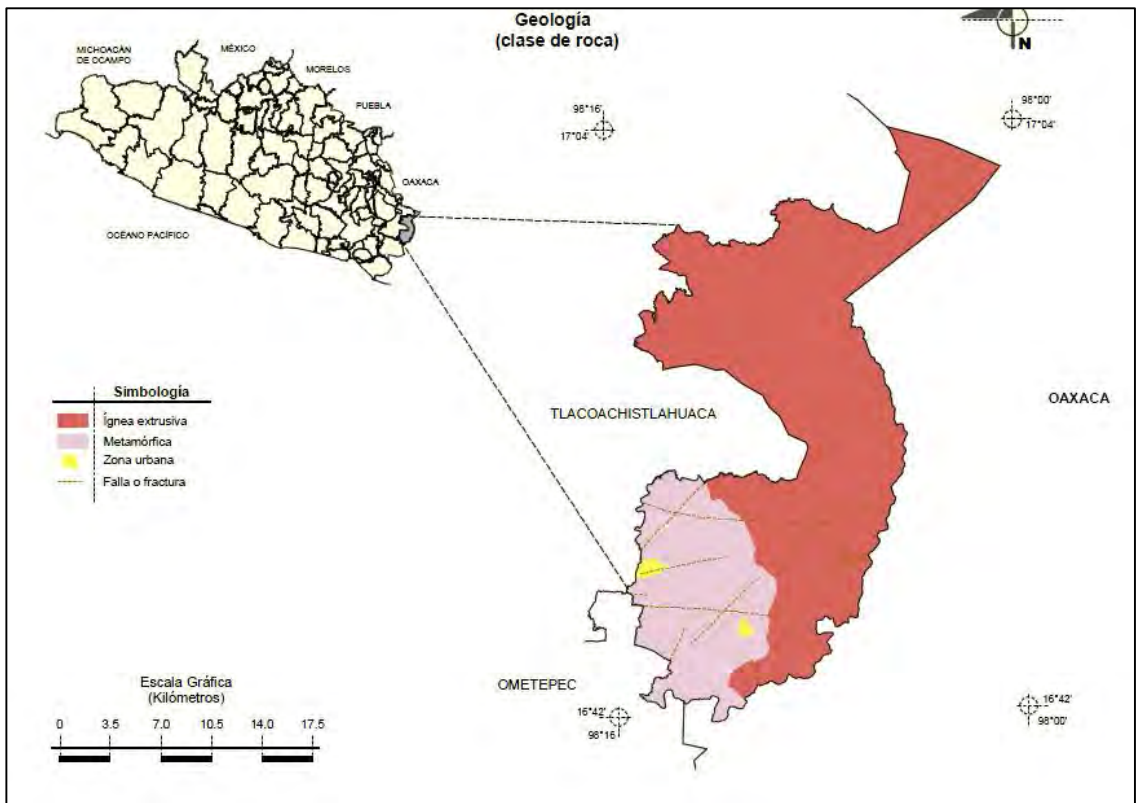 Geología
(clase de roca)
N
MICHOACÁN
DE OCAMPO
MÉXICO
MORELOS
PUEBLA
OAXACA
OCÉANO PACÍFICO
98°16'
17°04'
98°00'
17°04'
Simbología
Ígnea extrusiva
Metamórfica
Zona urbana
Falla o fractura
TLACOACHISTLAHUACA
OAXACA
OMETEPEC
Escala Gráfica
(Kilómetros)
0 3.5 7.0 10.5 14.0 17.5
16°42'
98°16
16°42'
98°00'